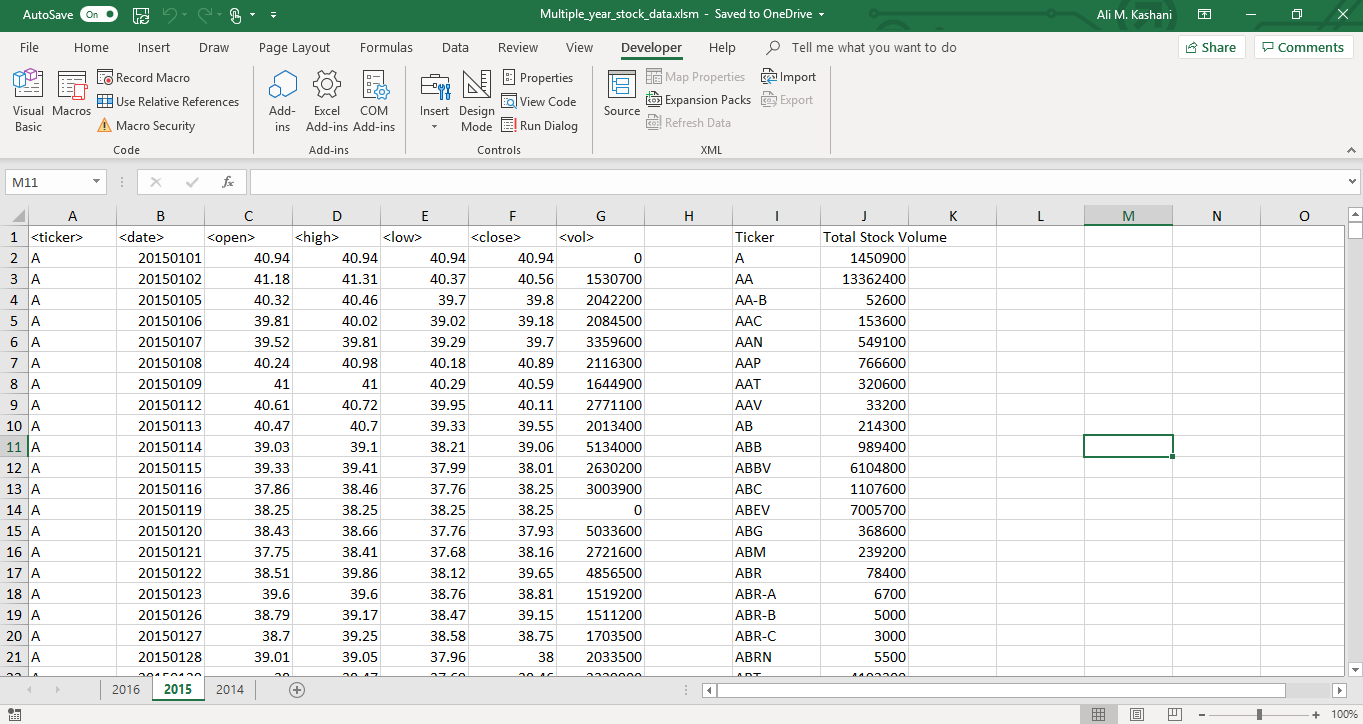 AutoSave On Multiple_year_stock_data.xlsm - Saved to OneDrive Ali M. Kashani
File Home Insert Draw Page Layout Formulas Data Review View Developer Help Tell me what you want to do Share Comments
Visual Basic
Macros
Record Macro
Use Relative References
Macro Security
Code
Add-ins
Excel Add-ins
COM Add-ins
Add-ins
Insert
Design Mode
Properties
View Code
Run Dialog
Controls
Source
Map Properties
Expansion Packs
Refresh Data
Import
Export
XML
M11 fx
A B C D E F G H I J K L M N O
1 <ticker> <date> <open> <high> <low> <close> <vol> Ticker Total Stock Volume
2 A 20150101 40.94 40.94 40.94 40.94 0 A 1450900
3 A 20150102 41.18 41.31 40.37 40.56 1530700 AA 13362400
4 A 20150105 40.32 40.46 39.7 39.8 2042200 AA-B 52600
5 A 20150106 39.81 40.02 39.02 39.18 2084500 AAC 153600
6 A 20150107 39.52 39.81 39.29 39.7 3359600 AAN 549100
7 A 20150108 40.24 40.98 40.18 40.89 2116300 AAP 766600
8 A 20150109 41 41 40.29 40.59 1644900 AAT 320600
9 A 20150112 40.61 40.72 39.95 40.11 2771100 AAV 33200
10 A 20150113 40.47 40.7 39.33 39.55 2013400 AB 214300
11 A 20150114 39.03 39.1 38.21 39.06 5134000 ABB 989400
12 A 20150115 39.33 39.41 37.99 38.01 2630200 ABBV 6104800
13 A 20150116 37.86 38.46 37.76 38.25 3003900 ABC 1107600
14 A 20150119 38.25 38.25 38.25 38.25 0 ABEV 7005700
15 A 20150120 38.43 38.66 37.76 37.93 5033600 ABG 368600
16 A 20150121 37.75 38.41 37.68 38.16 2721600 ABM 239200
17 A 20150122 38.51 39.86 38.12 39.65 4856500 ABR 78400
18 A 20150123 39.6 39.6 38.76 38.81 1519200 ABR-A 6700
19 A 20150126 38.79 39.17 38.47 39.15 1511200 ABR-B 5000
20 A 20150127 38.7 39.25 38.58 38.75 1703500 ABR-C 3000
21 A 20150128 39.01 39.05 37.96 38 2033500 ABRN 5500
2016 2015 2014
100%